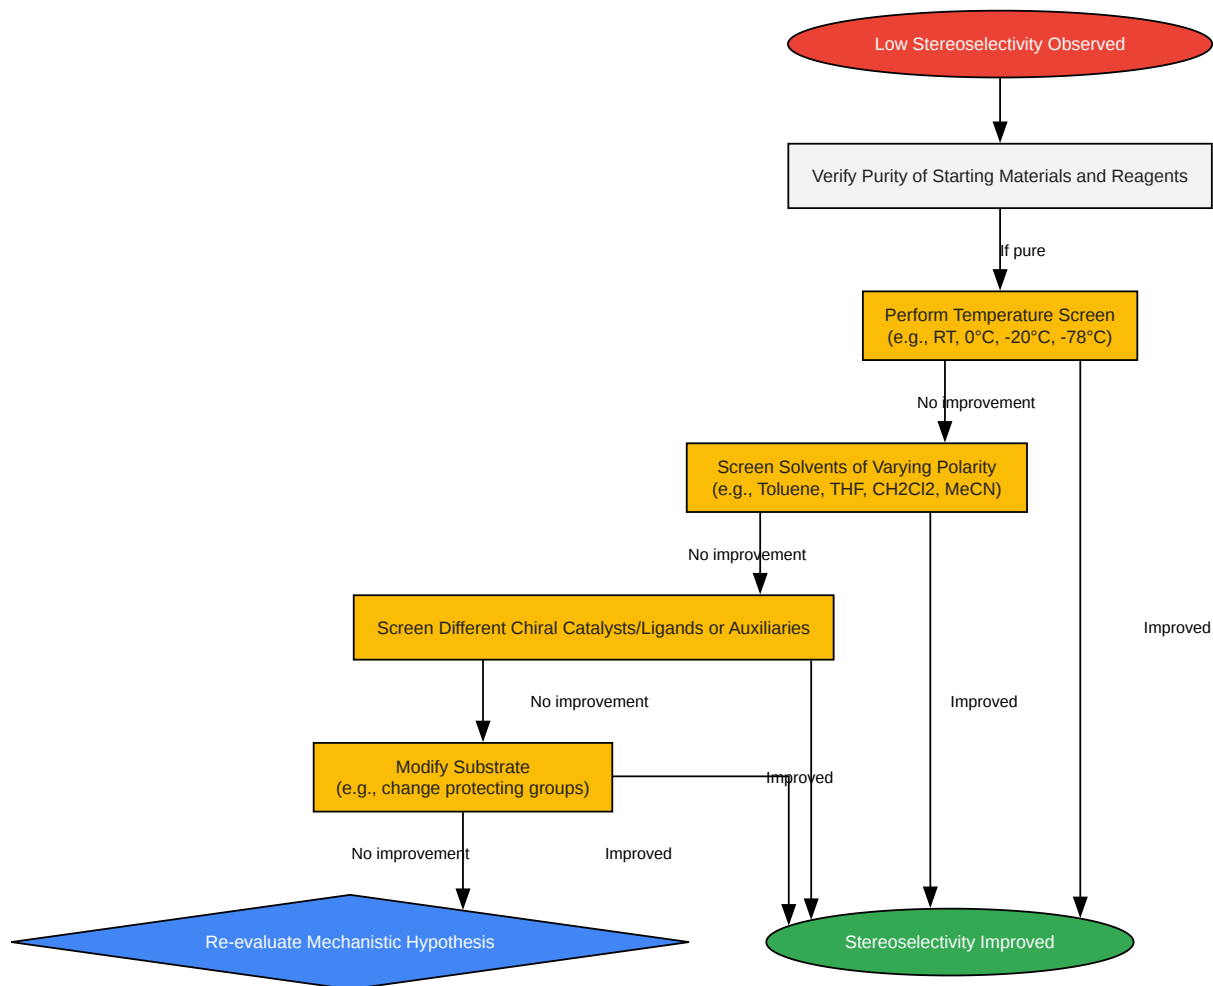 Low Stereoselectivity Observed
Verify Purity of Starting Materials and Reagents
If pure
Perform Temperature Screen
(e.g., RT, 0°C, -20°C, -78°C)
No improvement
Screen Solvents of Varying Polarity
(e.g., Toluene, THF, CH2Cl2, MeCN)
No improvement
Screen Different Chiral Catalysts/Ligands or Auxiliaries
Improved
No improvement
Improved
Modify Substrate
(e.g., change protecting groups)
Improved
No improvement
Improved
Re-evaluate Mechanistic Hypothesis
Stereoselectivity Improved